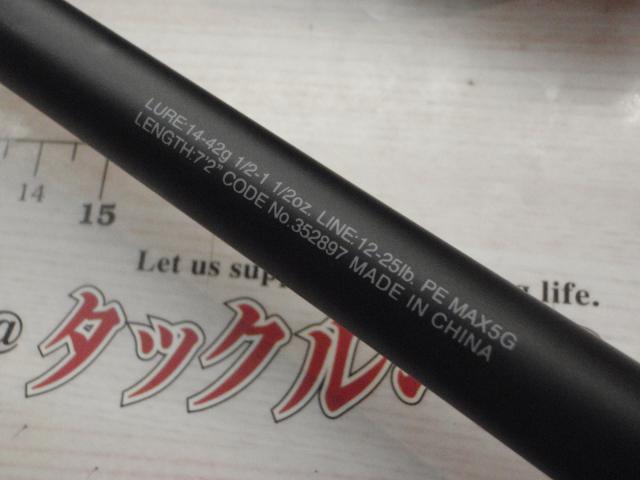 LURE:14-42g 1/2-1 1/2oz. LINE:12-25lb. PE MAX5G
LENGTH:7'2" CODE No.352897 MADE IN CHINA
14
15
Let us
life.
@
タックル